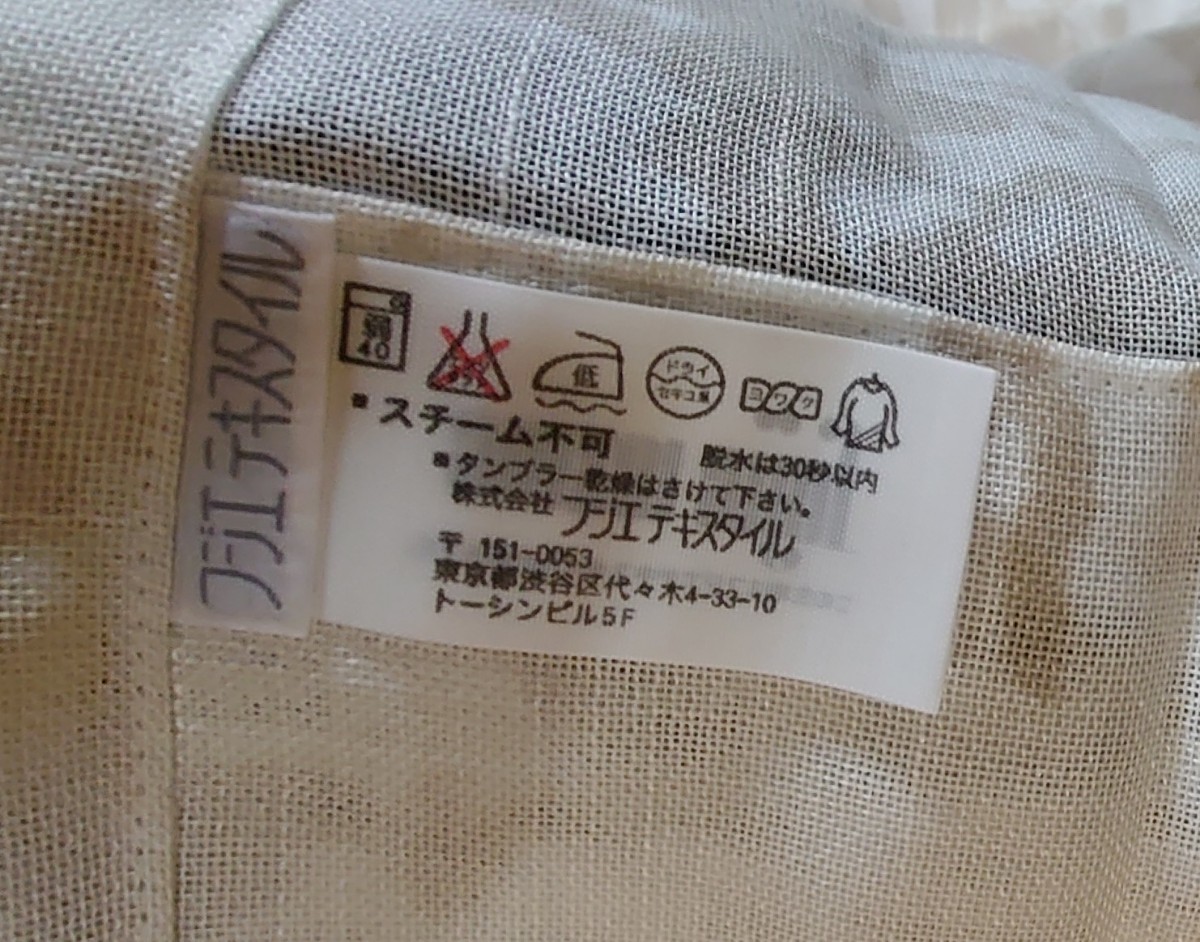 フジエテキスタイル
弱
40
低
ドライ
セキユ系
ヨワク
■ スチーム不可
脱水は30秒以内
■ タンブラー乾燥はさけて下さい。
株式会社 フジエテキスタイル
〒 151-0053
東京都渋谷区代々木4-33-10
トーシンビル5F